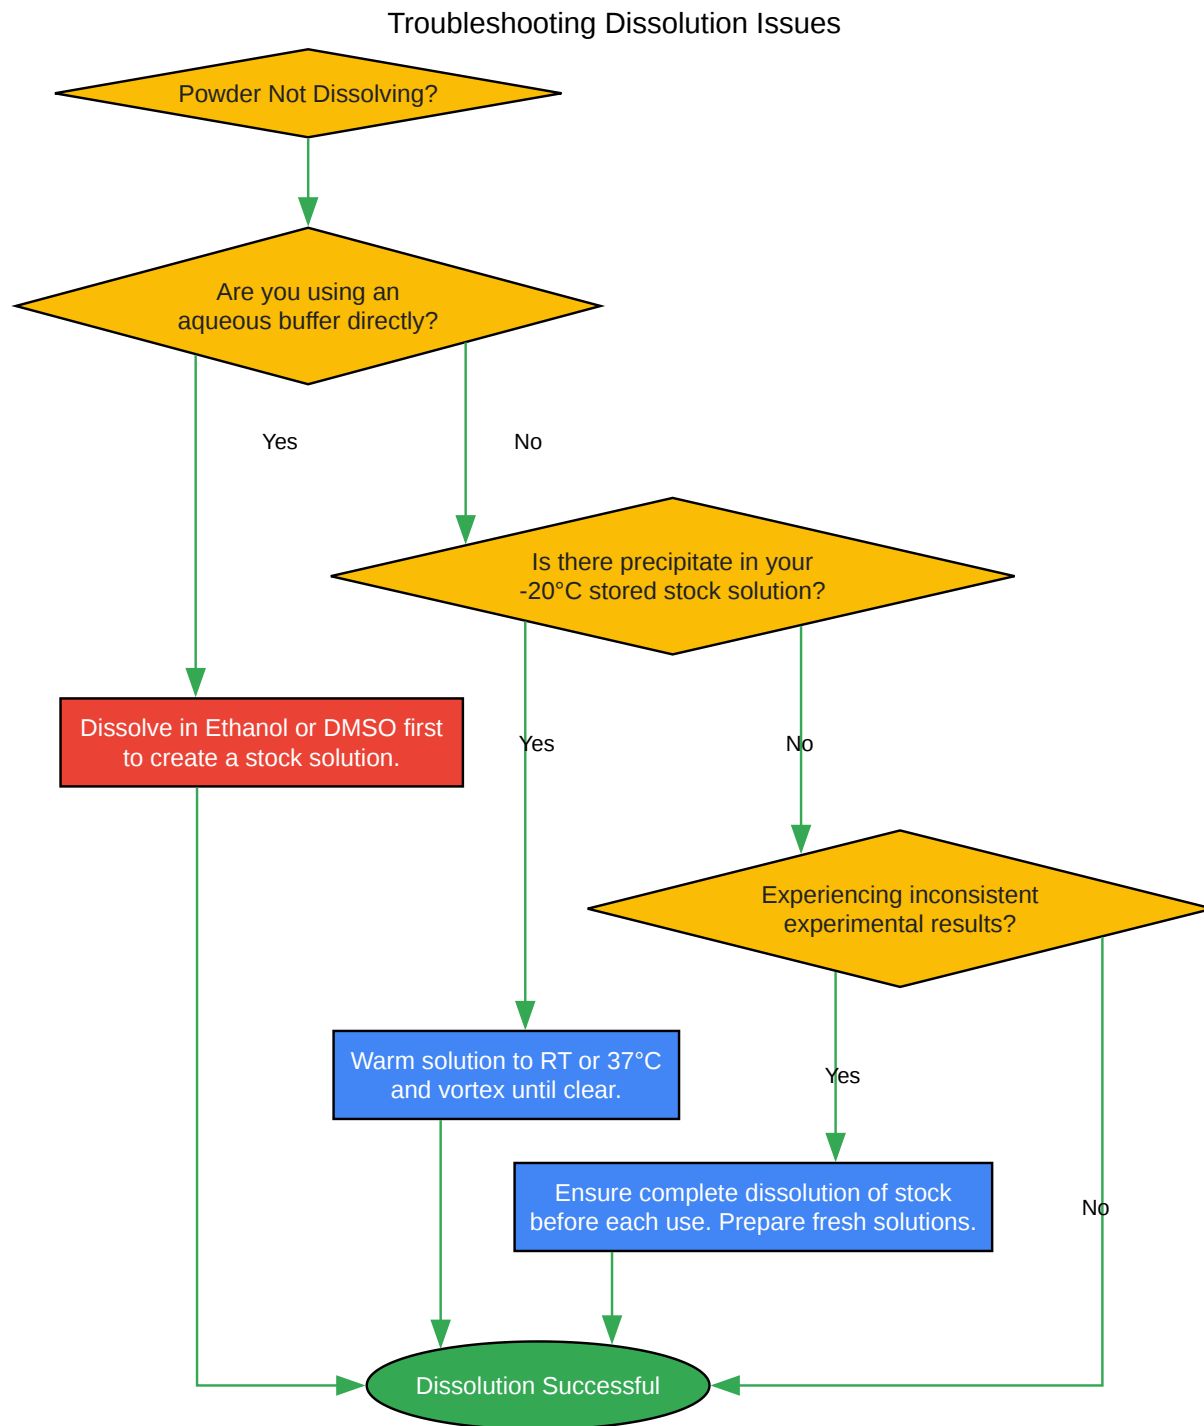 Troubleshooting Dissolution Issues
Powder Not Dissolving?
Are you using an
aqueous buffer directly?
Yes
No
Is there precipitate in your
-20°C stored stock solution?
Dissolve in Ethanol or DMSO first
to create a stock solution.
Yes
No
Experiencing inconsistent
experimental results?
Warm solution to RT or 37°C
and vortex until clear.
Yes
Ensure complete dissolution of stock
before each use. Prepare fresh solutions.
No
Dissolution Successful